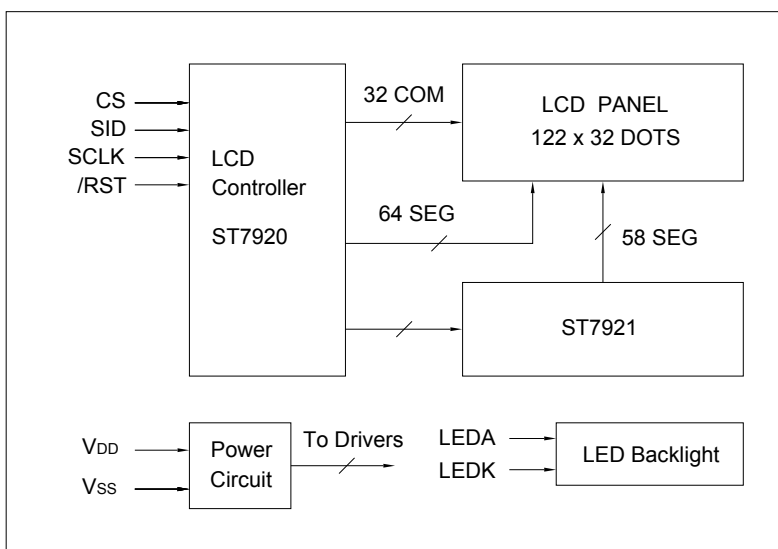 CS
SID
SCLK
/RST
LCD
Controller
ST7920
32 COM
64 SEG
LCD PANEL
122 x 32 DOTS
58 SEG
ST7921
VDD
VSS
Power
Circuit
To Drivers
LEDA
LEDK
LED Backlight